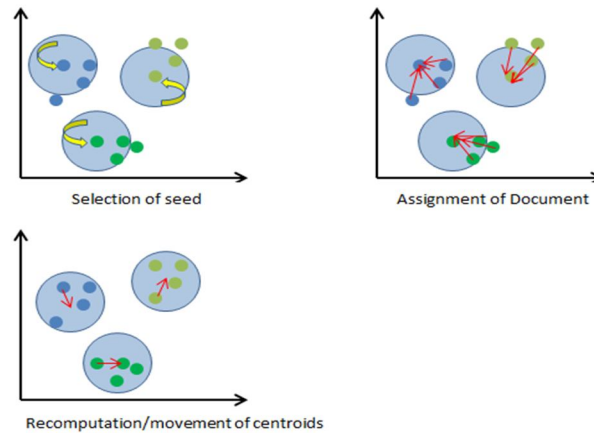 Selection of seed
Assignment of Document
Recomputation/movement of centroids